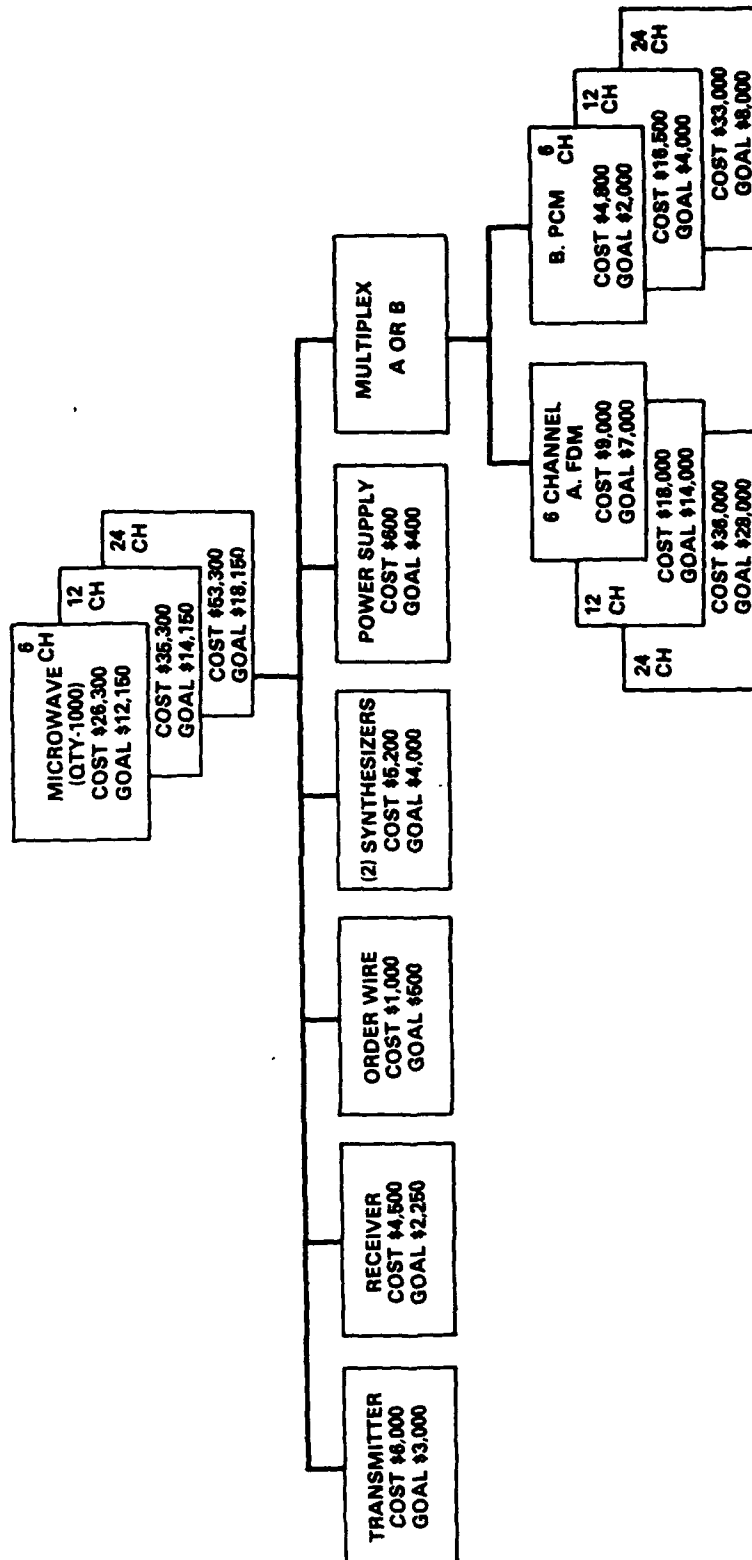 MICROWAVE
(QTY-1000)
COST $26,300
GOAL $12,150
6
CH
12
CH
COST $35,300
GOAL $14,150
24
CH
COST $53,300
GOAL $18,150
TRANSMITTER
COST $6,000
GOAL $3,000
RECEIVER
COST $4,500
GOAL $2,250
ORDER WIRE
COST $1,000
GOAL $500
(2) SYNTHESIZERS
COST $5,200
GOAL $4,000
POWER SUPPLY
COST $600
GOAL $400
MULTIPLEX
A OR B
6 CHANNEL
A. FDM
COST $9,000
GOAL $7,000
12
CH
COST $18,000
GOAL $14,000
24
CH
COST $36,000
GOAL $28,000
6
CH
B. PCM
COST $4,800
GOAL $2,000
12
CH
COST $16,500
GOAL $4,000
24
CH
COST $33,000
GOAL $8,000